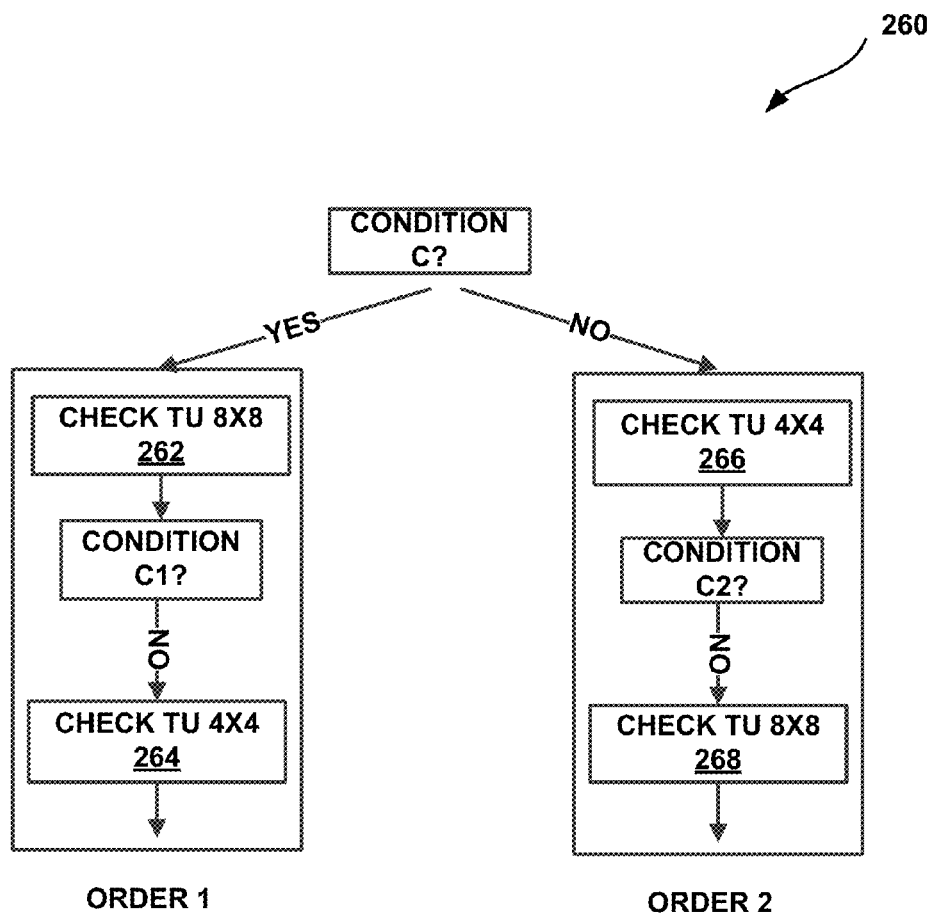 260
CONDITION
C?
YES
NO
CHECK TU 8X8
262
CONDITION
C1?
NO
CHECK TU 4X4
264
ORDER 1
CHECK TU 4X4
266
CONDITION
C2?
NO
CHECK TU 8X8
268
ORDER 2